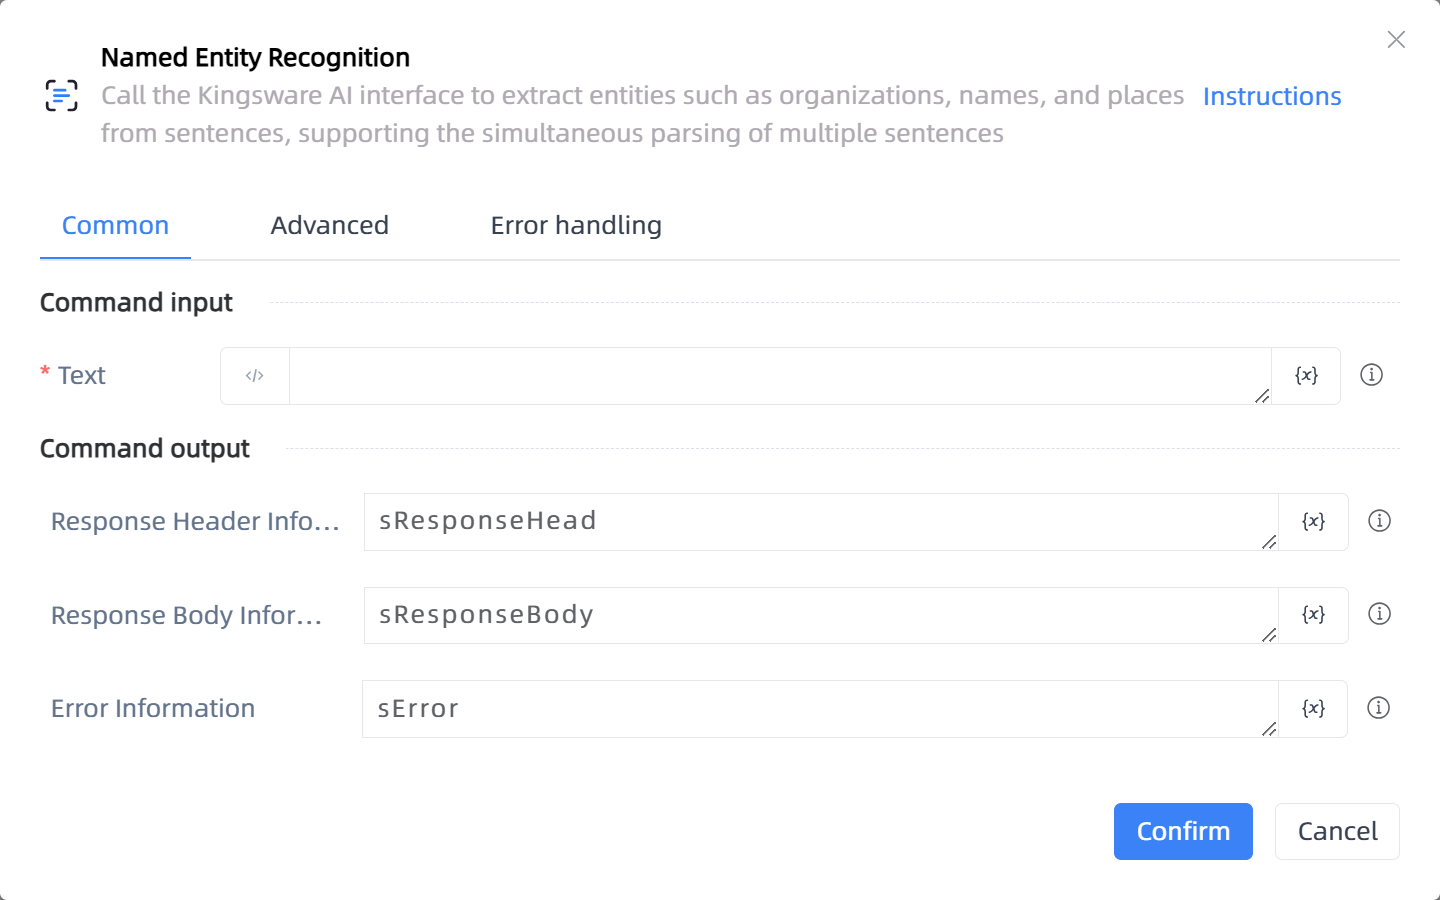 Named Entity Recognition
Call the Kingsware AI interface to extract entities such as organizations, names, and places Instructions
from sentences, supporting the simultaneous parsing of multiple sentences
Common Advanced Error handling
Command input
* Text </> {x}
Command output
Response Header Info... sResponseHead {x}
Response Body Infor... sResponseBody {x}
Error Information sError {x}
Confirm Cancel